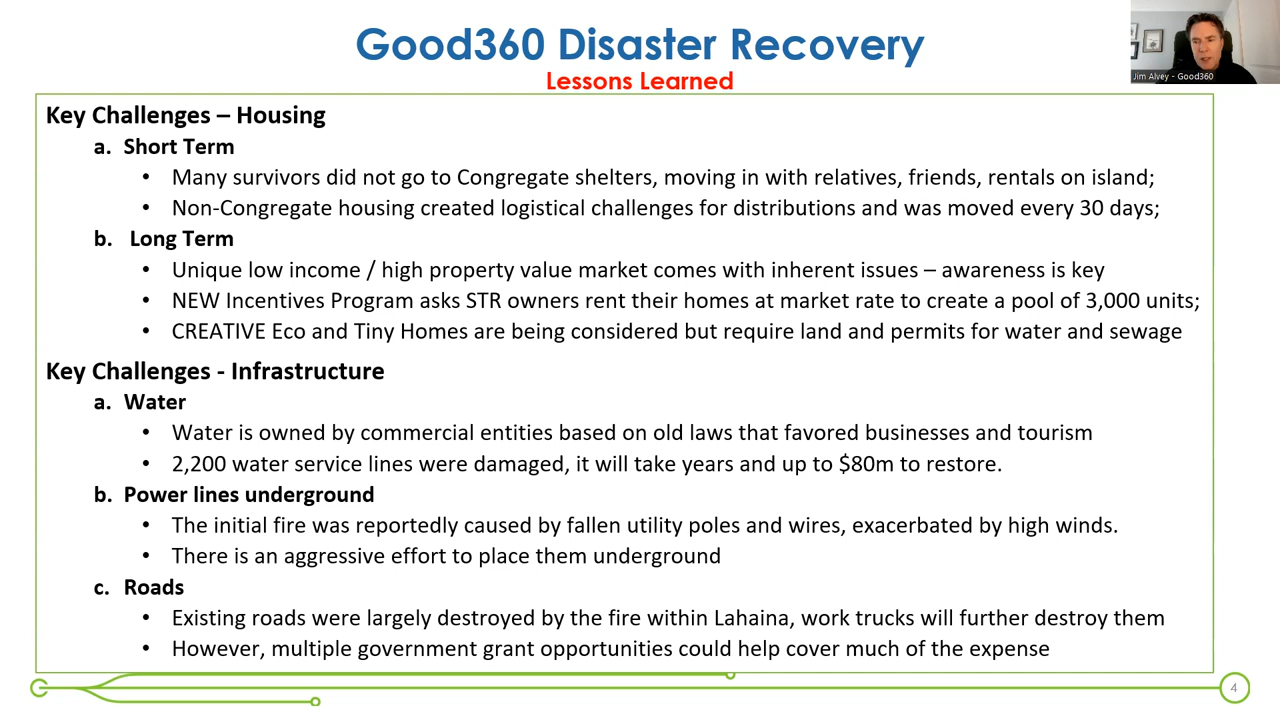 Good360 Disaster Recovery
Lessons Learned
Jim Alvey - Good360
Key Challenges – Housing
a. Short Term
• Many survivors did not go to Congregate shelters, moving in with relatives, friends, rentals on island;
• Non-Congregate housing created logistical challenges for distributions and was moved every 30 days;
b. Long Term
• Unique low income / high property value market comes with inherent issues – awareness is key
• NEW Incentives Program asks STR owners rent their homes at market rate to create a pool of 3,000 units;
• CREATIVE Eco and Tiny Homes are being considered but require land and permits for water and sewage
Key Challenges - Infrastructure
a. Water
• Water is owned by commercial entities based on old laws that favored businesses and tourism
• 2,200 water service lines were damaged, it will take years and up to $80m to restore.
b. Power lines underground
• The initial fire was reportedly caused by fallen utility poles and wires, exacerbated by high winds.
• There is an aggressive effort to place them underground
c. Roads
• Existing roads were largely destroyed by the fire within Lahaina, work trucks will further destroy them
• However, multiple government grant opportunities could help cover much of the expense
4